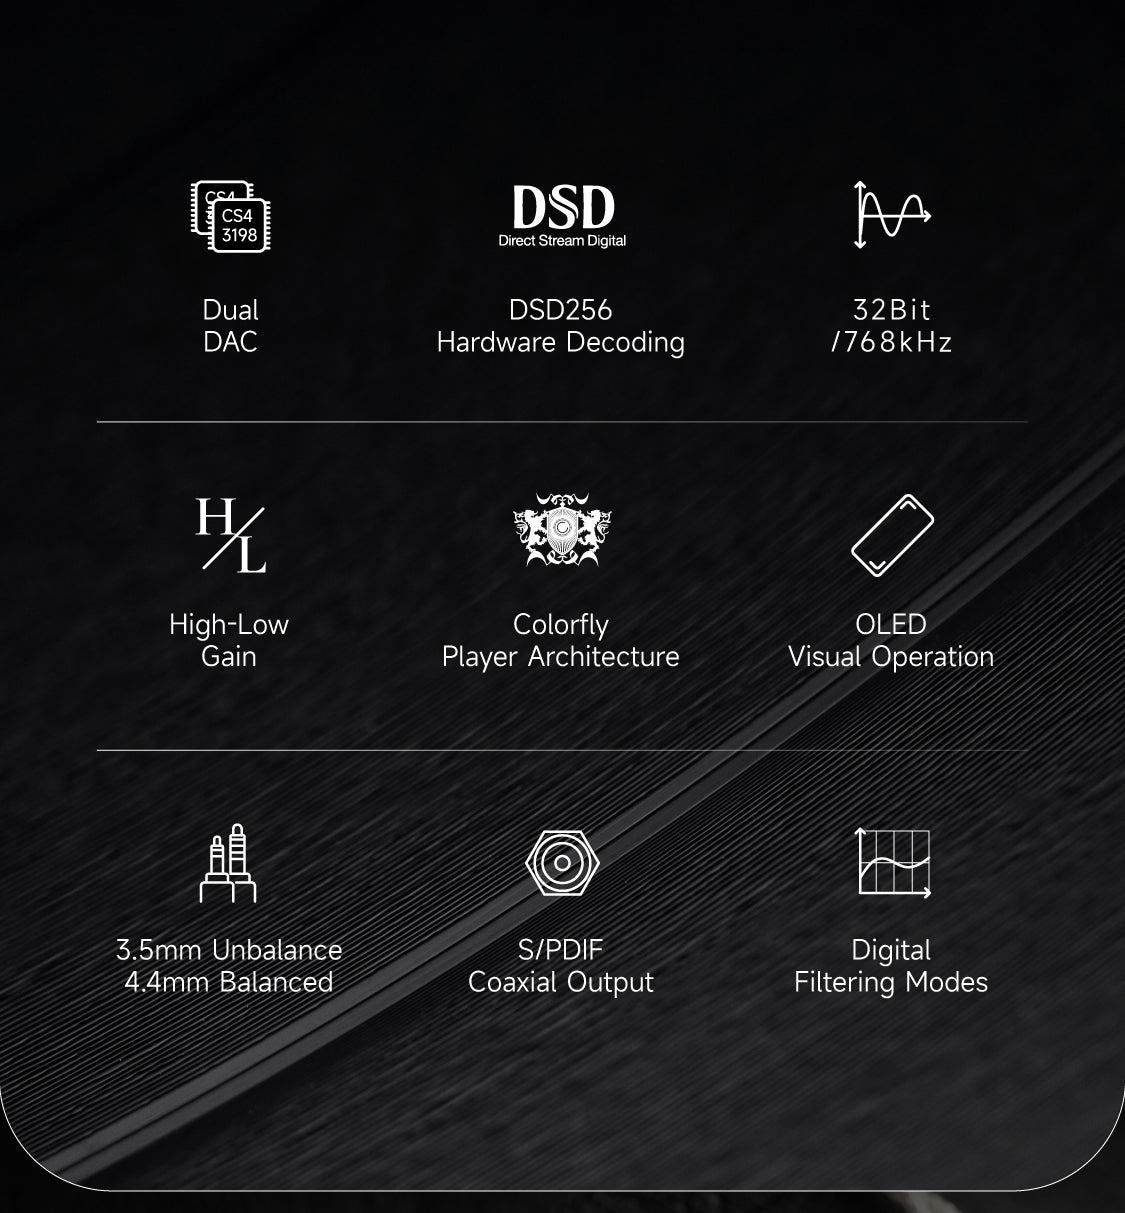 CS4
CS4
3198
DSD
Direct Stream Digital
Dual
DAC
DSD256
Hardware Decoding
32Bit
/768kHz
H/L
High-Low
Gain
Colorfly
Player Architecture
OLED
Visual Operation
3.5mm Unbalance
4.4mm Balanced
S/PDIF
Coaxial Output
Digital
Filtering Modes